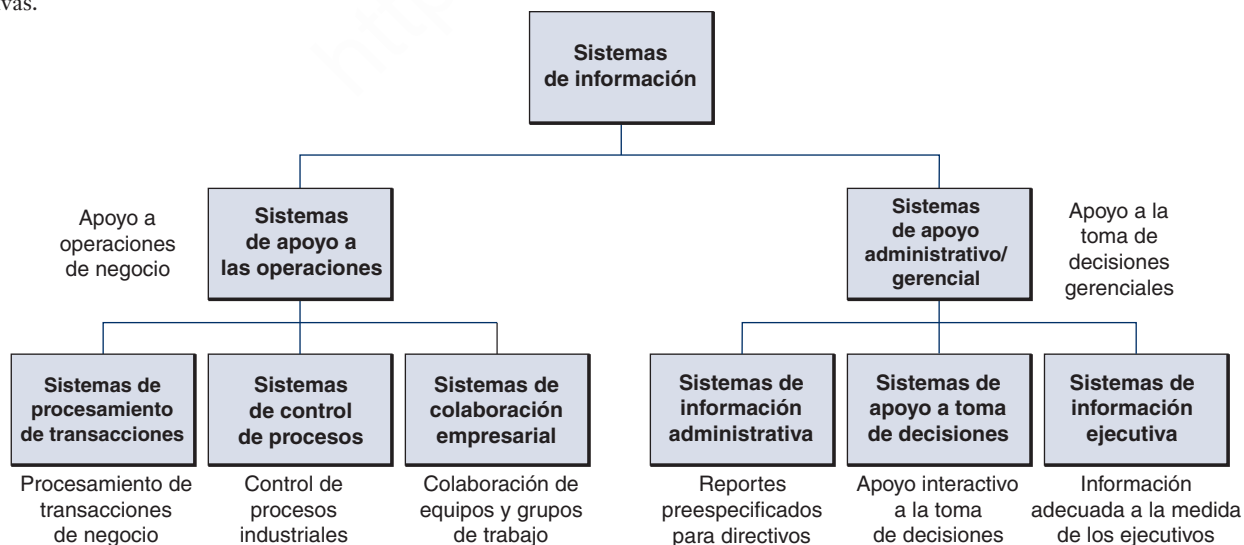 vas.
Sistemas
de información
Apoyo a
operaciones
de negocio
Sistemas
de apoyo a
las operaciones
Sistemas
de apoyo
administrativo/
gerencial
Apoyo a la
toma de
decisiones
gerenciales
Sistemas de
procesamiento
de transacciones
Sistemas
de control
de procesos
Sistemas de
colaboración
empresarial
Sistemas de
información
administrativa
Sistemas de
apoyo a toma
de decisiones
Sistemas de
información
ejecutiva
Procesamiento de
transacciones
de negocio
Control de
procesos
industriales
Colaboración de
equipos y grupos
de trabajo
Reportes
preespecificados
para directivos
Apoyo interactivo
a la toma
de decisiones
Información
adecuada a la medida
de los ejecutivos